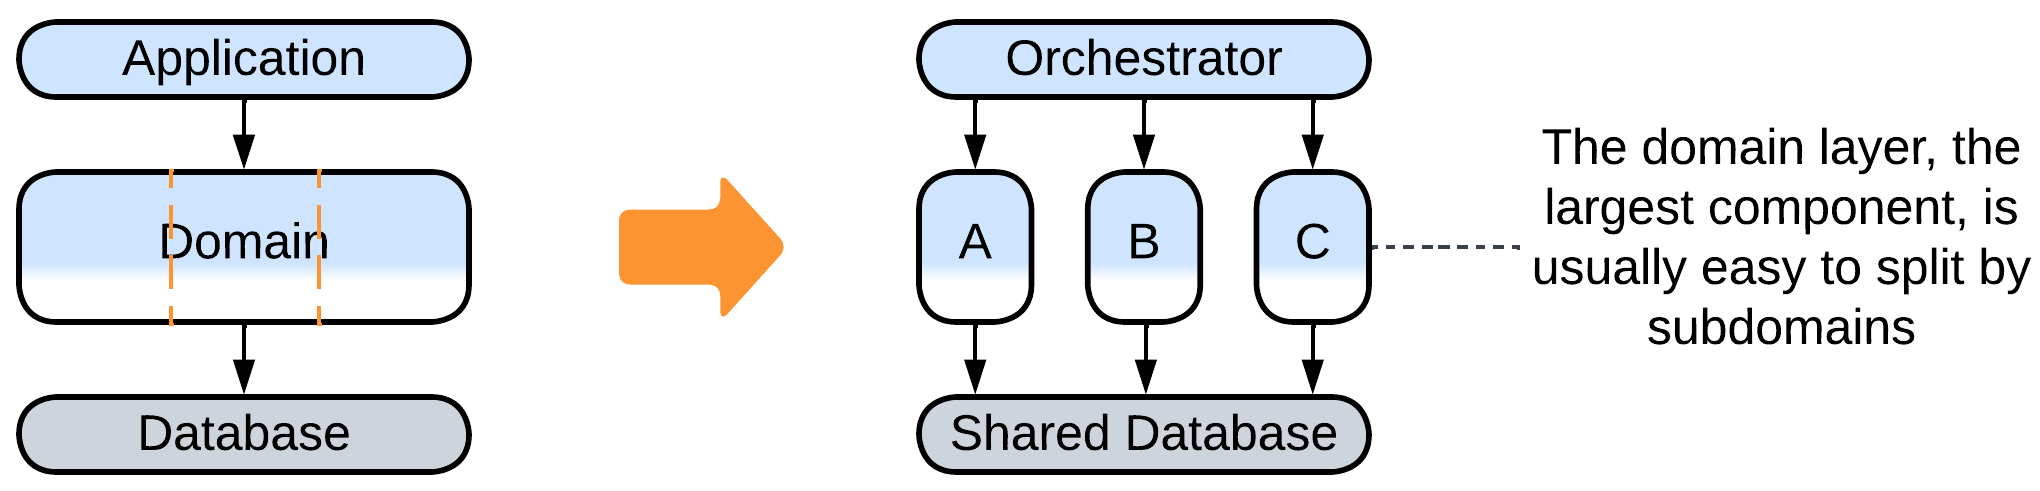 Application
Domain
Database
Orchestrator
A
B
C
Shared Database
The domain layer, the
largest component, is
usually easy to split by
subdomains